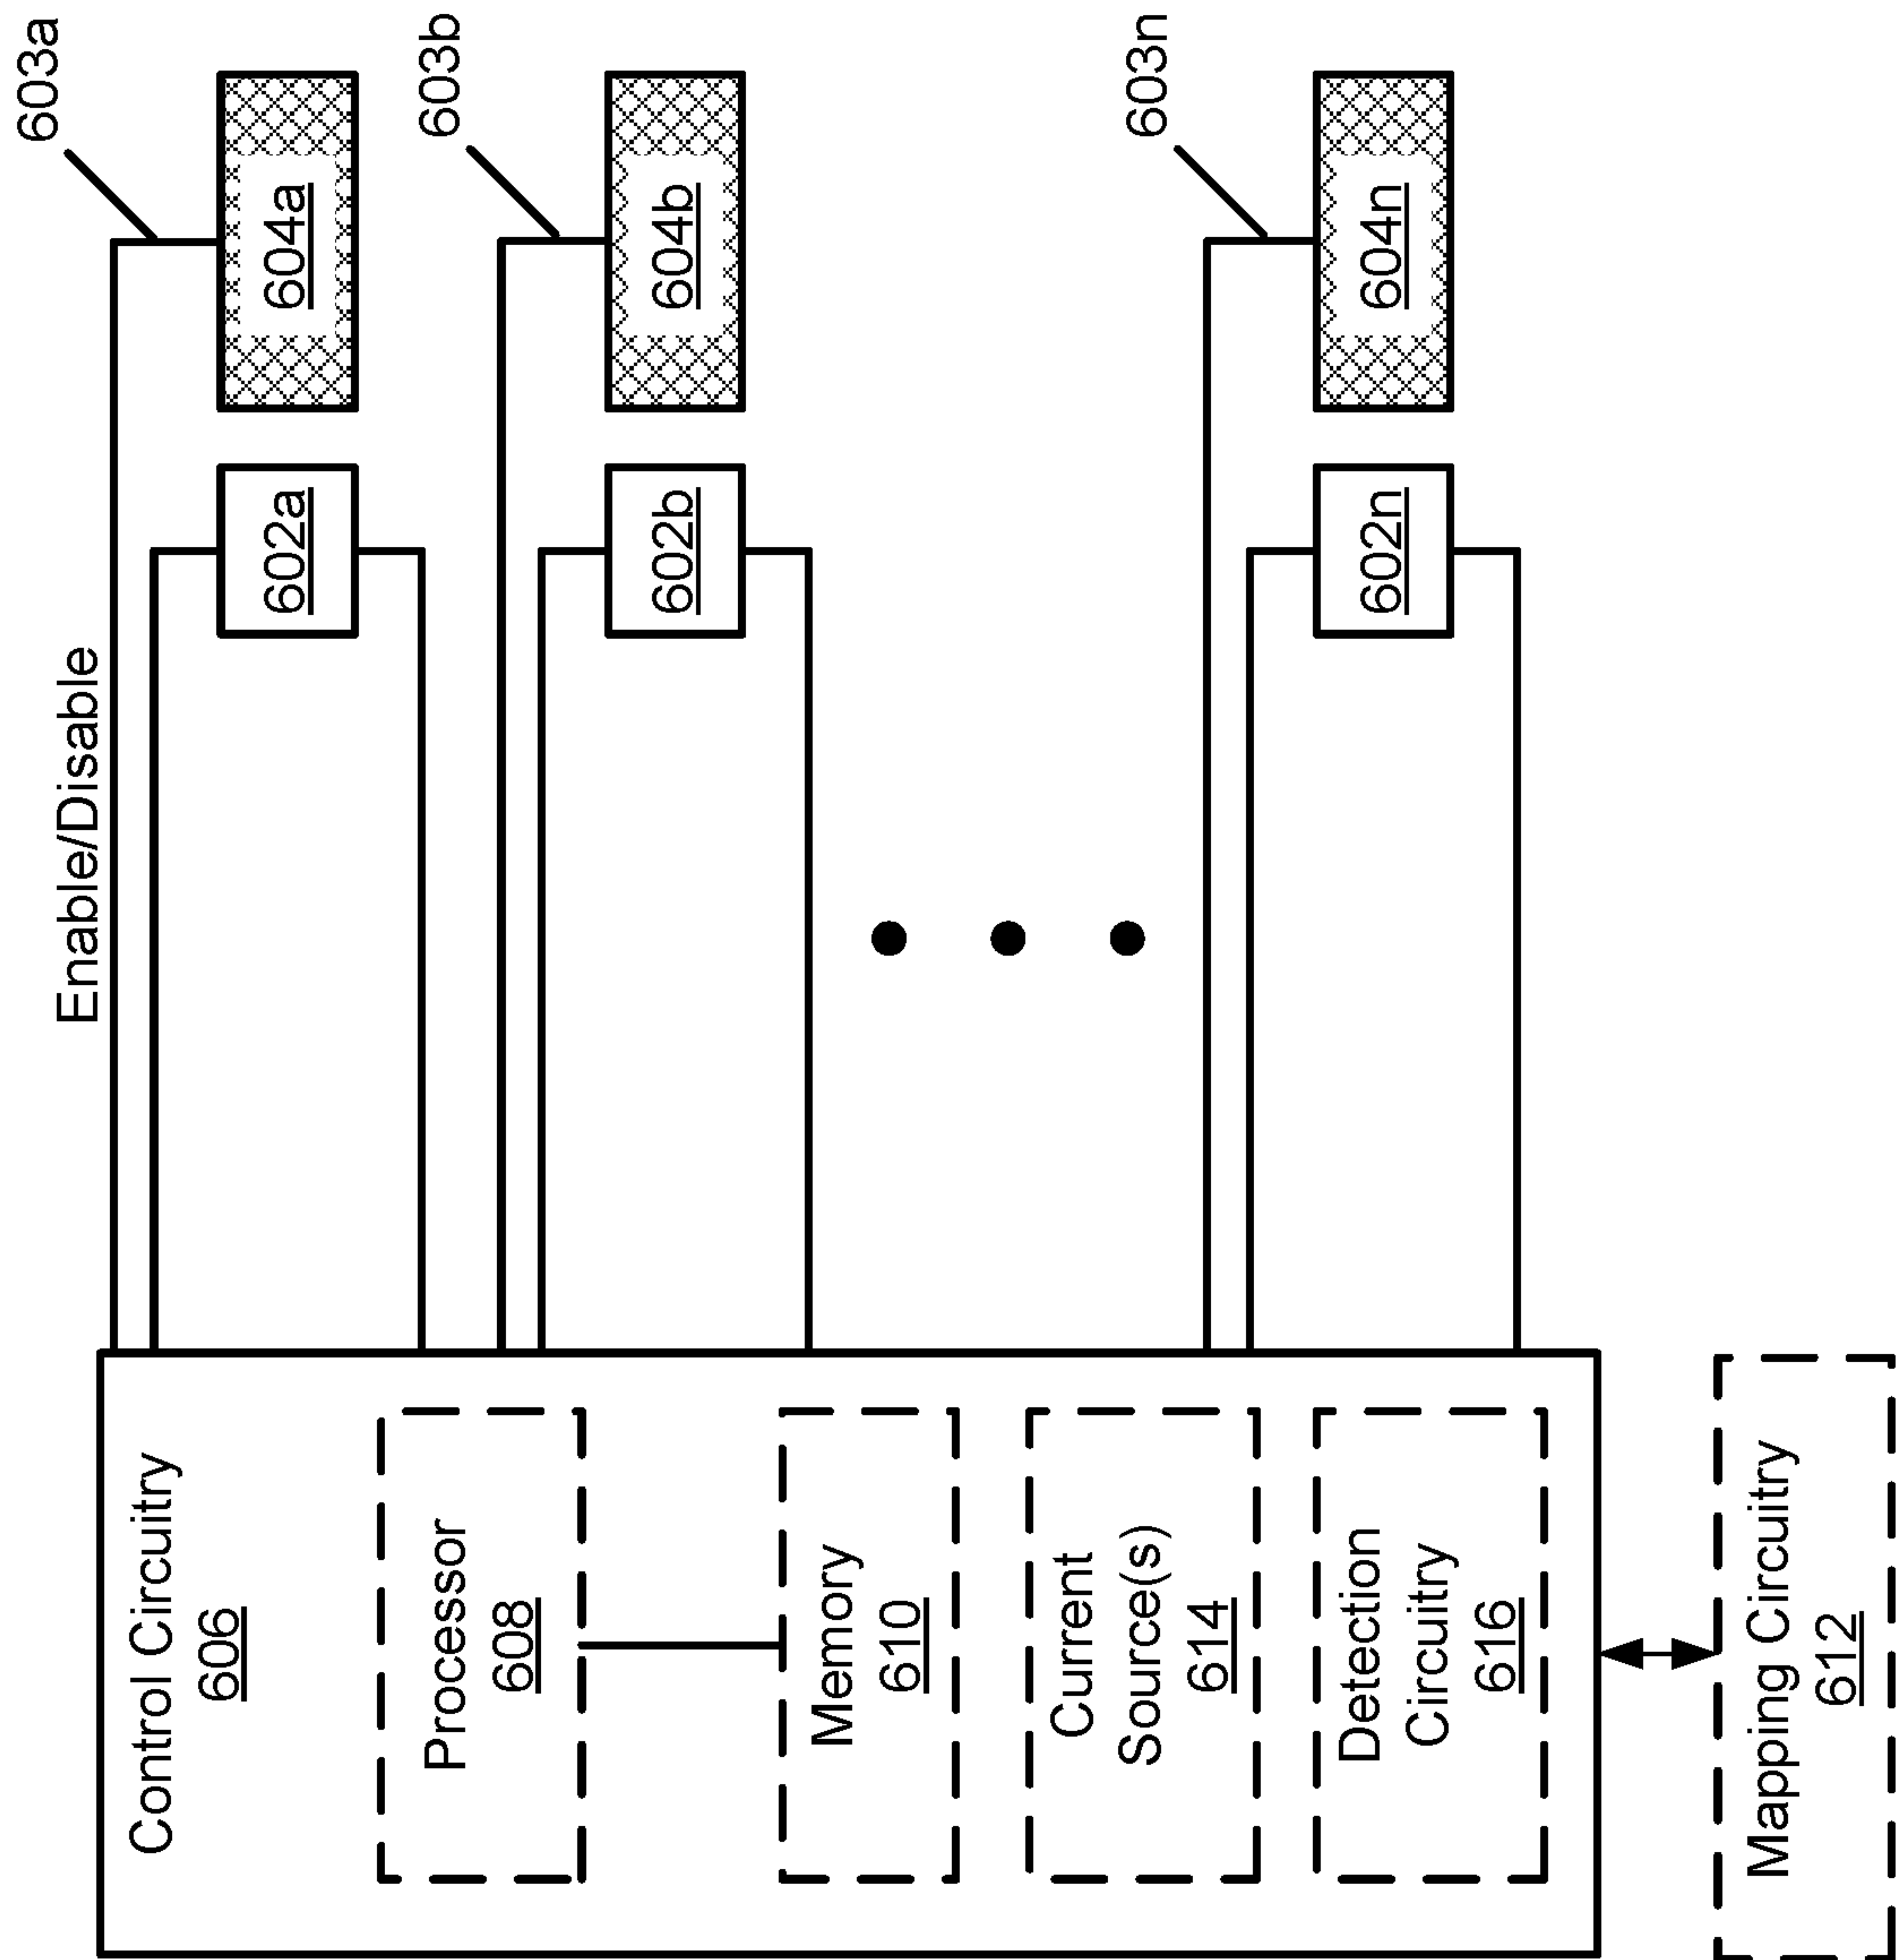 603a
603b
603n
Enable/Disable
604a
604b
604n
602a
602b
602n
Control Circuitry
606
Processor
608
Memory
610
Current
Source(s)
614
Detection
Circuitry
616
Mapping Circuitry
612